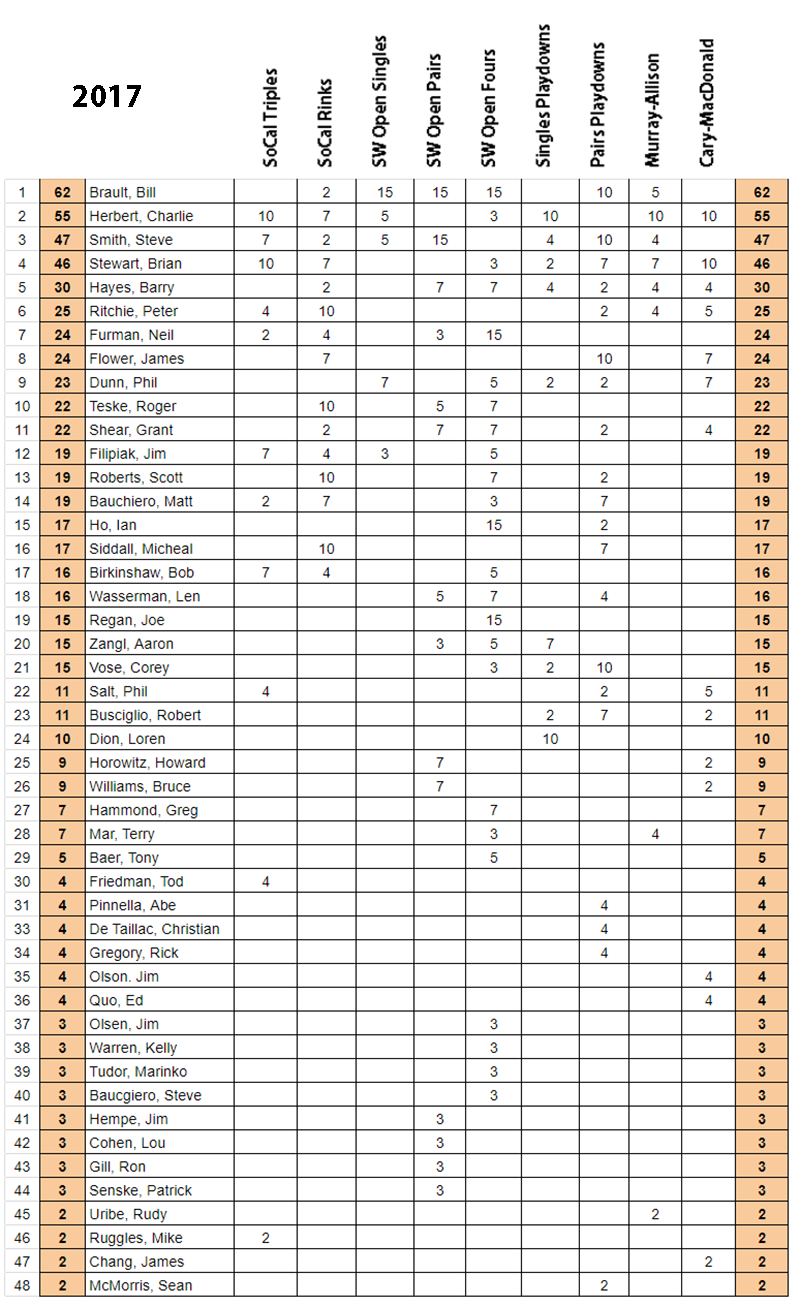 2017
SoCal Triples
SoCal Rinks
SW Open Singles
SW Open Pairs
SW Open Fours
Singles Playdowns
Pairs Playdowns
Murray-Allison
Cary-MacDonald
1 62 Brault, Bill 2 15 15 15 10 5 62
2 55 Herbert, Charlie 10 7 5 3 10 10 10 55
3 47 Smith, Steve 7 2 5 15 4 10 4 47
4 46 Stewart, Brian 10 7 3 2 7 7 10 46
5 30 Hayes, Barry 2 7 7 4 2 4 4 30
6 25 Ritchie, Peter 4 10 2 4 5 25
7 24 Furman, Neil 2 4 3 15 24
8 24 Flower, James 7 10 7 24
9 23 Dunn, Phil 7 5 2 2 7 23
10 22 Teske, Roger 10 5 7 22
11 22 Shear, Grant 2 7 7 2 4 22
12 19 Filipiak, Jim 7 4 3 5 19
13 19 Roberts, Scott 10 7 2 19
14 19 Bauchiero, Matt 2 7 3 7 19
15 17 Ho, Ian 15 2 17
16 17 Siddall, Micheal 10 7 17
17 16 Birkinshaw, Bob 7 4 5 16
18 16 Wasserman, Len 5 7 4 16
19 15 Regan, Joe 15 15
20 15 Zangl, Aaron 3 5 7 15
21 15 Vose, Corey 3 2 10 15
22 11 Salt, Phil 4 2 5 11
23 11 Busciglio, Robert 2 7 2 11
24 10 Dion, Loren 10 10
25 9 Horowitz, Howard 7 2 9
26 9 Williams, Bruce 7 2 9
27 7 Hammond, Greg 7 7
28 7 Mar, Terry 3 4 7
29 5 Baer, Tony 5 5
30 4 Friedman, Tod 4 4
31 4 Pinnella, Abe 4 4
33 4 De Taillac, Christian 4 4
34 4 Gregory, Rick 4 4
35 4 Olson. Jim 4 4
36 4 Quo, Ed 4 4
37 3 Olsen, Jim 3 3
38 3 Warren, Kelly 3 3
39 3 Tudor, Marinko 3 3
40 3 Baucgiero, Steve 3 3
41 3 Hempe, Jim 3 3
42 3 Cohen, Lou 3 3
43 3 Gill, Ron 3 3
44 3 Senske, Patrick 3 3
45 2 Uribe, Rudy 2 2
46 2 Ruggles, Mike 2 2
47 2 Chang, James 2 2
48 2 McMorris, Sean 2 2